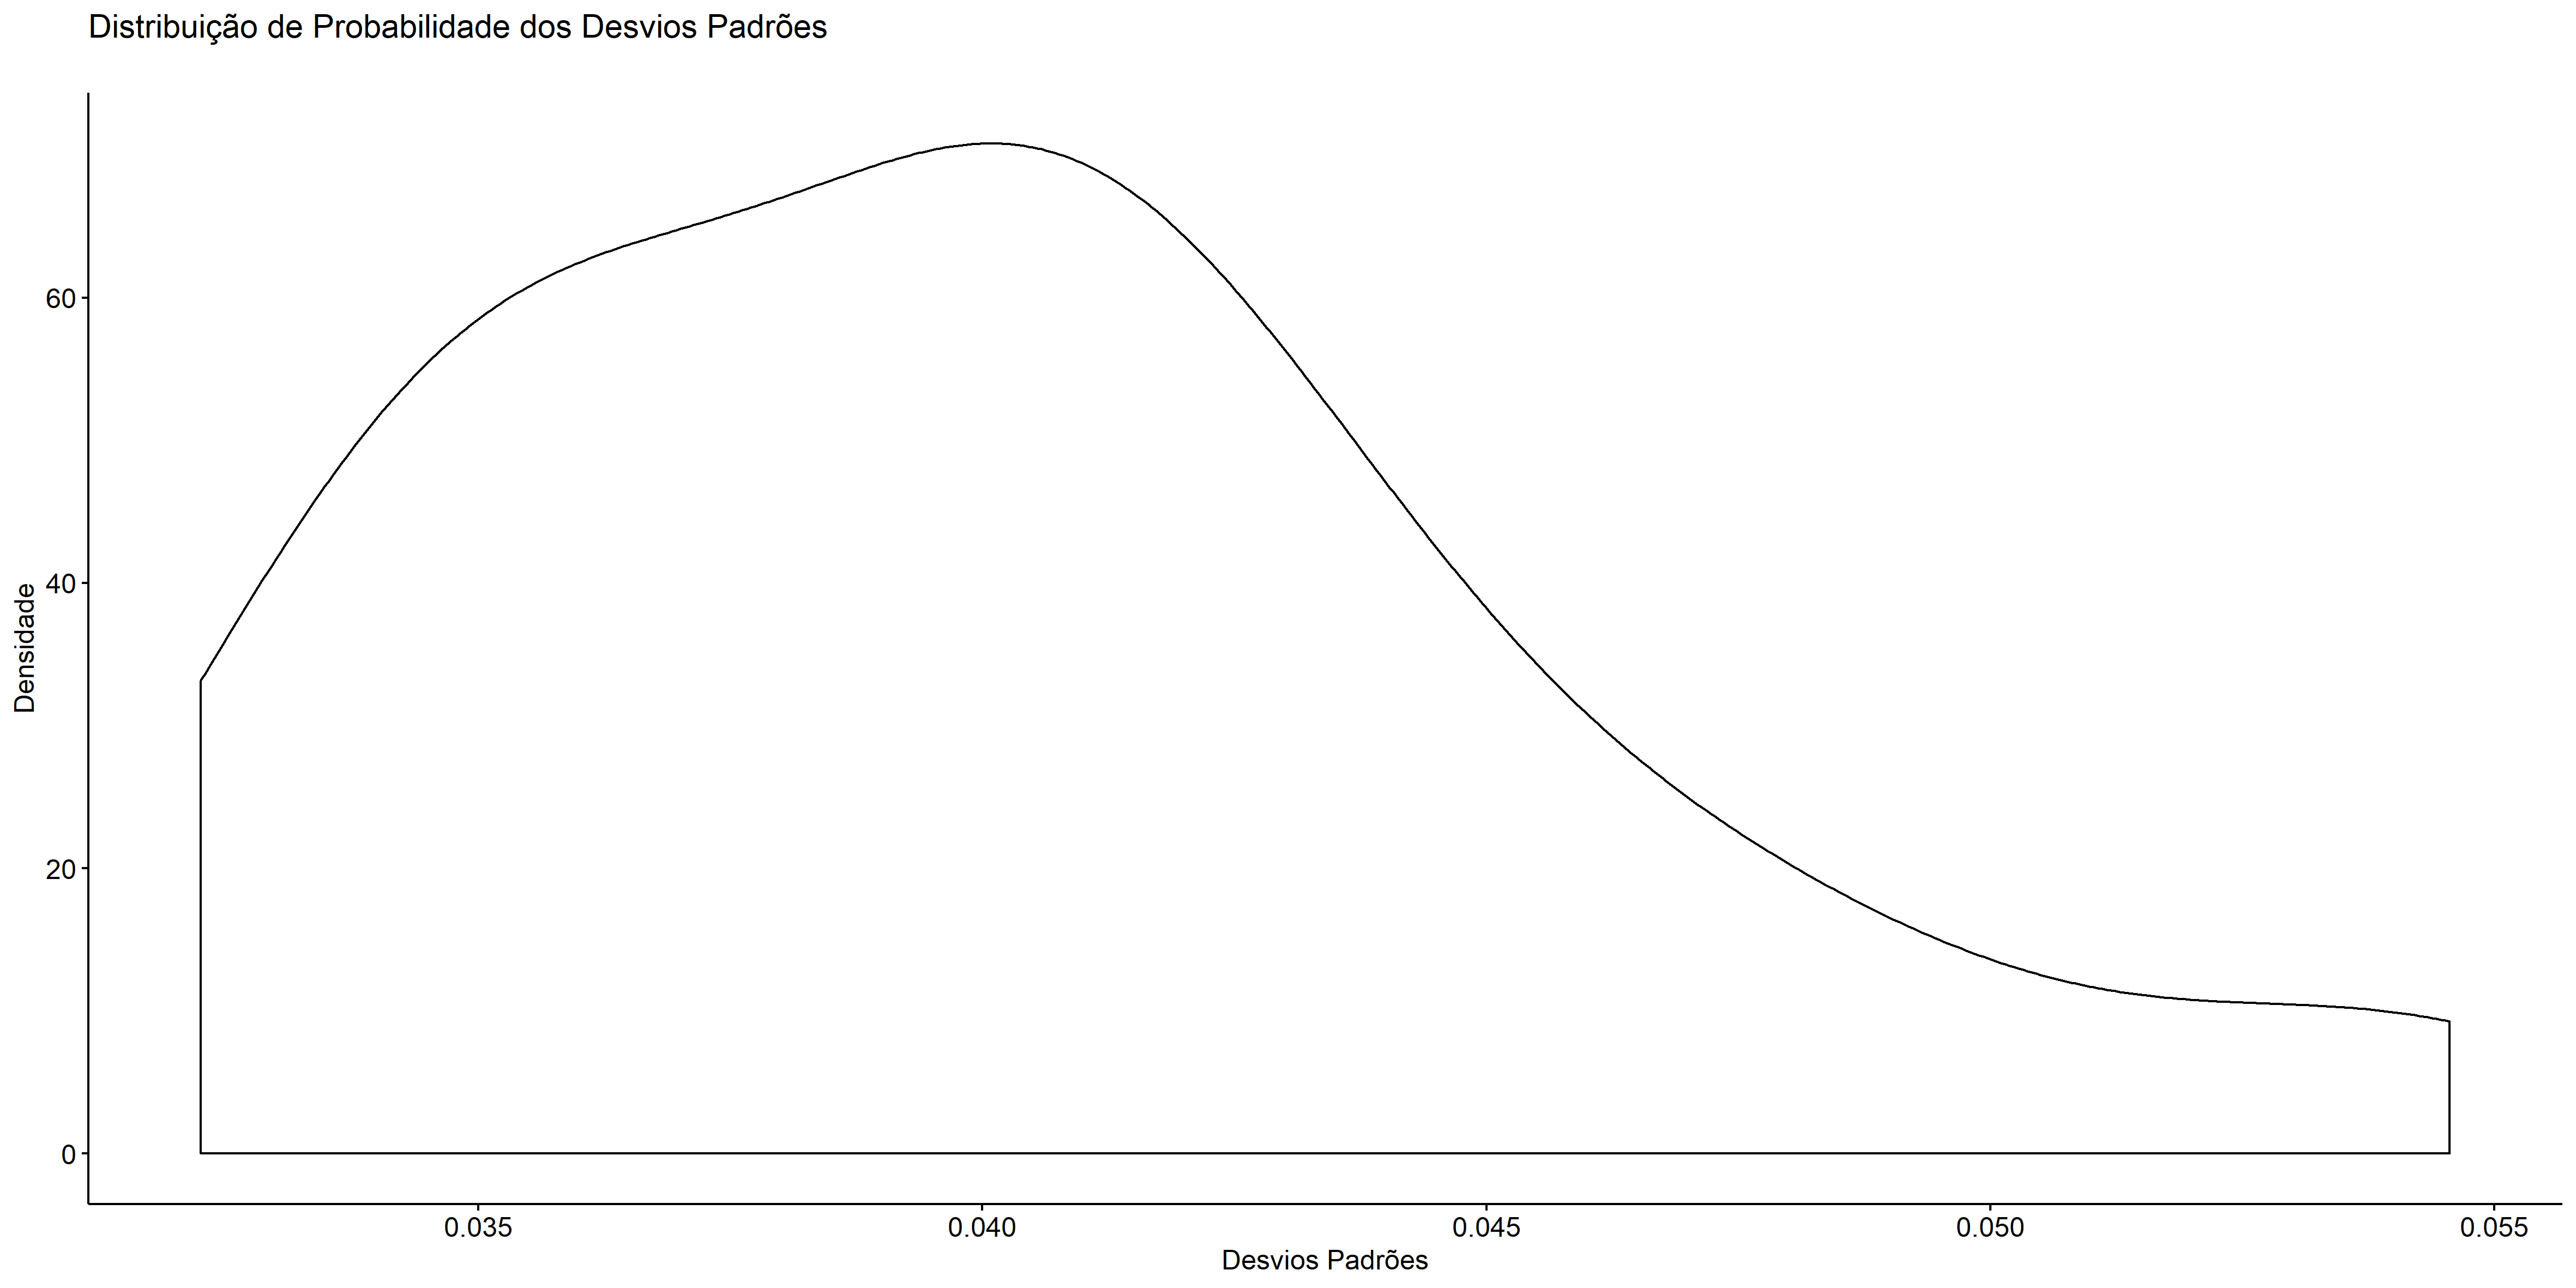 Distribuição de Probabilidade dos Desvios Padrões
60
40
20
0
Densidade
0.035 0.040 0.045 0.050 0.055
Desvios Padrões